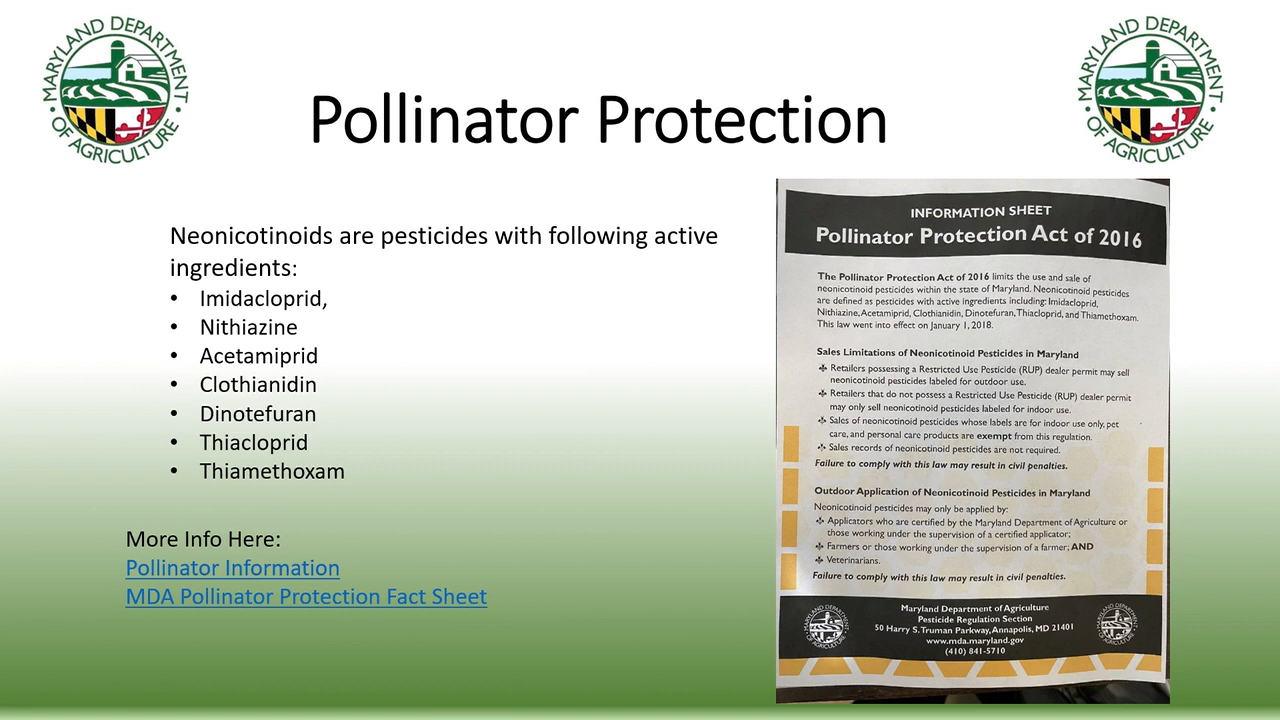 MARYLAND DEPARTMENT
OF AGRICULTURE
MARYLAND DEPARTMENT
OF AGRICULTURE
Pollinator Protection
Neonicotinoids are pesticides with following active
ingredients:
• Imidacloprid,
• Nithiazine
• Acetamiprid
• Clothianidin
• Dinotefuran
• Thiacloprid
• Thiamethoxam
More Info Here:
Pollinator Information
MDA Pollinator Protection Fact Sheet
INFORMATION SHEET
Pollinator Protection Act of 2016
The Pollinator Protection Act of 2016 limits the use and sale of
neonicotinoid pesticides within the state of Maryland. Neonicotinoid pesticides
are defined as pesticides with active ingredients including: Imidacloprid,
Nithiazine, Acetamiprid, Clothianidin, Dinotefuran, Thiacloprid, and Thiamethoxam.
This law went into effect on January 1, 2018.
Sales Limitations of Neonicotinoid Pesticides in Maryland
Retailers possessing a Restricted Use Pesticide (RUP) dealer permit may sell
neonicotinoid pesticides labeled for outdoor use.
Retailers that do not possess a Restricted Use Pesticide (RUP) dealer permit
may only sell neonicotinoid pesticides labeled for indoor use.
Sales of neonicotinoid pesticides whose labels are for indoor use only, pet
care, and personal care products are exempt from this regulation.
Sales records of neonicotinoid pesticides are not required.
Failure to comply with this law may result in civil penalties.
Outdoor Application of Neonicotinoid Pesticides in Maryland
Neonicotinoid pesticides may only be applied by:
Applicators who are certified by the Maryland Department of Agriculture or
those working under the supervision of a certified applicator;
Farmers or those working under the supervision of a farmer; AND
Veterinarians.
Failure to comply with this law may result in civil penalties.
Maryland Department of Agriculture
Pesticide Regulation Section
50 Harry S. Truman Parkway, Annapolis, MD 21401
www.mda.maryland.gov
(410) 841-5710